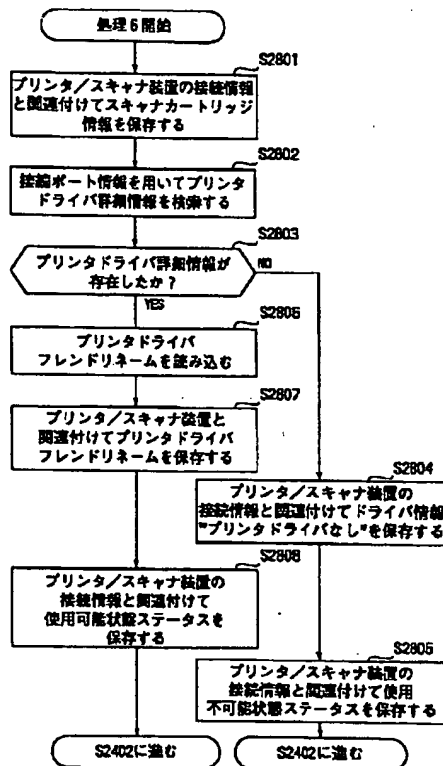 処理6開始
S2801
プリンタ/スキャナ装置の接続情報
と関連付けてスキャナカートリッジ
情報を保存する
S2802
接続ポート情報を用いてプリンタ
ドライバ詳細情報を検索する
S2803
プリンタドライバ詳細情報が
存在したか?
NO
YES
S2806
プリンタドライバ
フレンドリネームを読み込む
S2807
プリンタ/スキャナ装置と
関連付けてプリンタドライバ
フレンドリネームを保存する
S2804
プリンタ/スキャナ装置の
接続情報と関連付けてドライバ情報
"プリンタドライバなし"を保存する
S2808
プリンタ/スキャナ装置の
接続情報と関連付けて
使用可能状態ステータスを
保存する
S2805
プリンタ/スキャナ装置の
接続情報と関連付けて使用
不可能状態ステータスを保存する
S2402に進む
S2402に進む